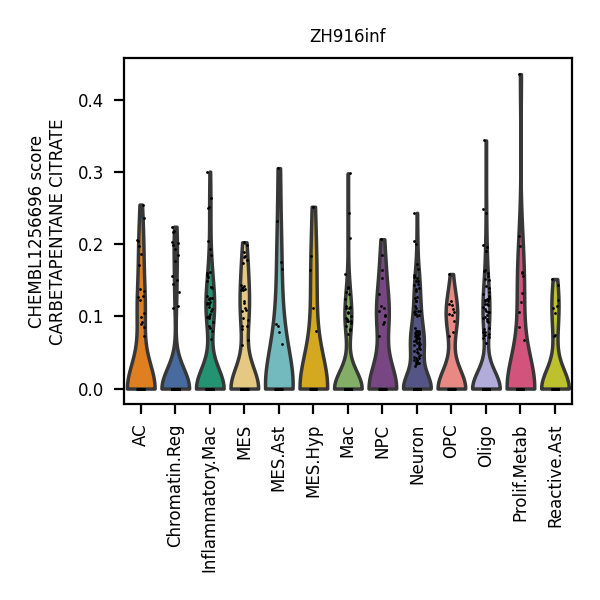 ZH916inf
CHEMBL1256696 score
CARBETAPENTANE CITRATE
0.4
0.3
0.2
0.1
0.0
AC
Chromatin.Reg
Inflammatory.Mac
MES
MES.Ast
MES.Hyp
Mac
NPC
Neuron
OPC
Oligo
Prolif.Metab
Reactive.Ast